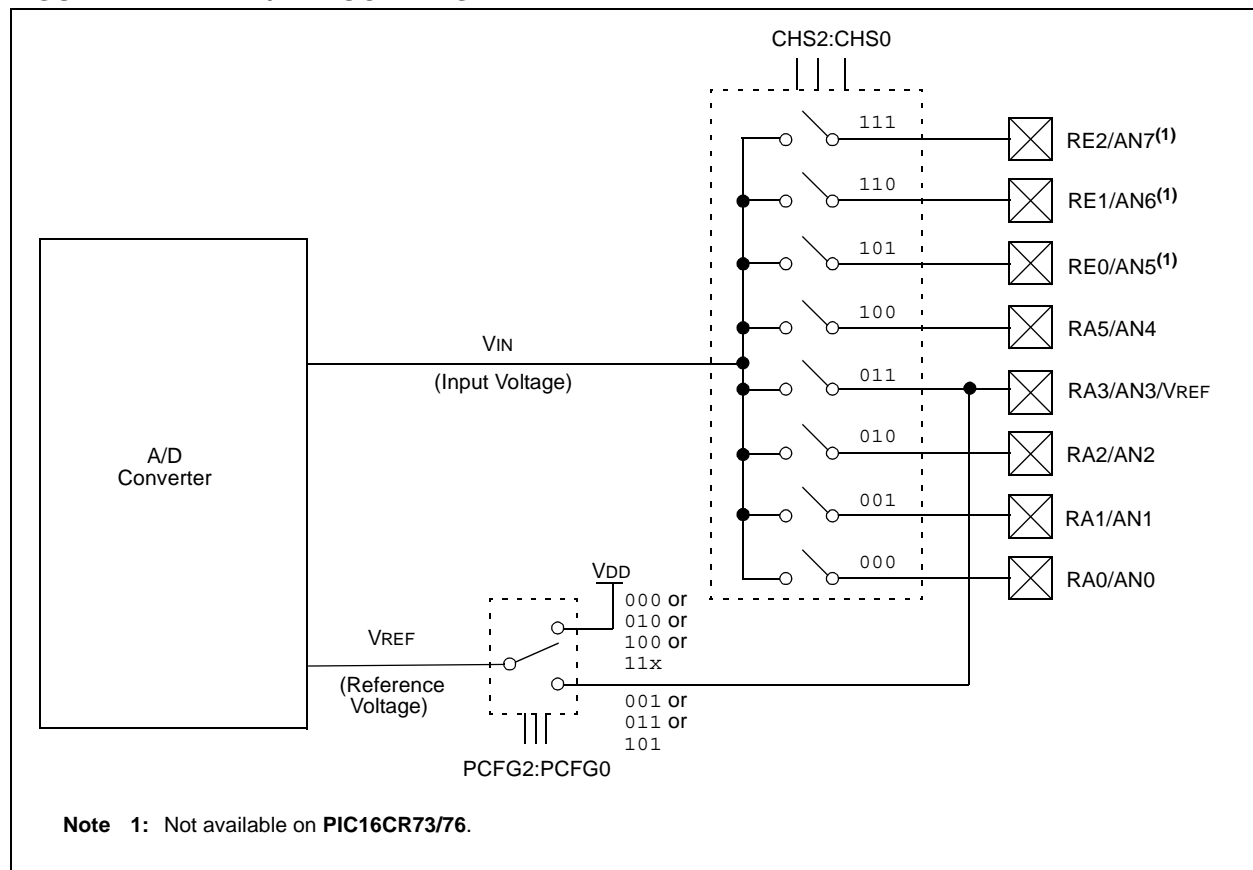 CHS2:CHS0
111
RE2/AN7(1)
110
RE1/AN6(1)
101
RE0/AN5(1)
100
RA5/AN4
VIN
(Input Voltage)
011
RA3/AN3/VREF
A/D
Converter
010
RA2/AN2
001
RA1/AN1
000
RA0/AN0
VDD
000 or
010 or
100 or
11x
VREF
(Reference
Voltage)
001 or
011 or
101
PCFG2:PCFG0
Note 1: Not available on PIC16CR73/76.